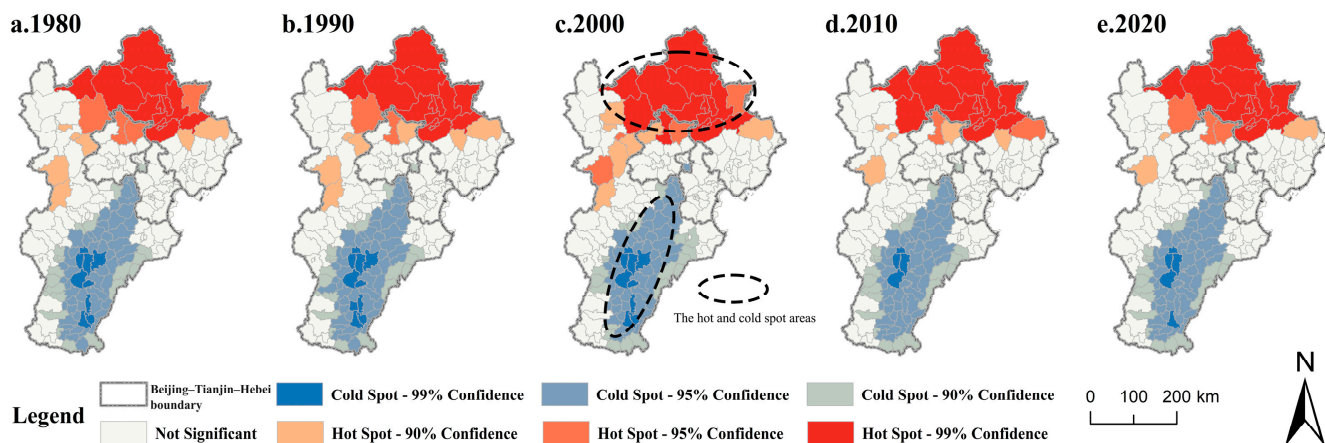 a.1980
b.1990
c.2000
d.2010
e.2020
The hot and cold spot areas
Legend
Beijing–Tianjin–Hebei
boundary
Cold Spot - 99% Confidence
Cold Spot - 95% Confidence
Cold Spot - 90% Confidence
Not Significant
Hot Spot - 90% Confidence
Hot Spot - 95% Confidence
Hot Spot - 99% Confidence
0 100 200 km
N